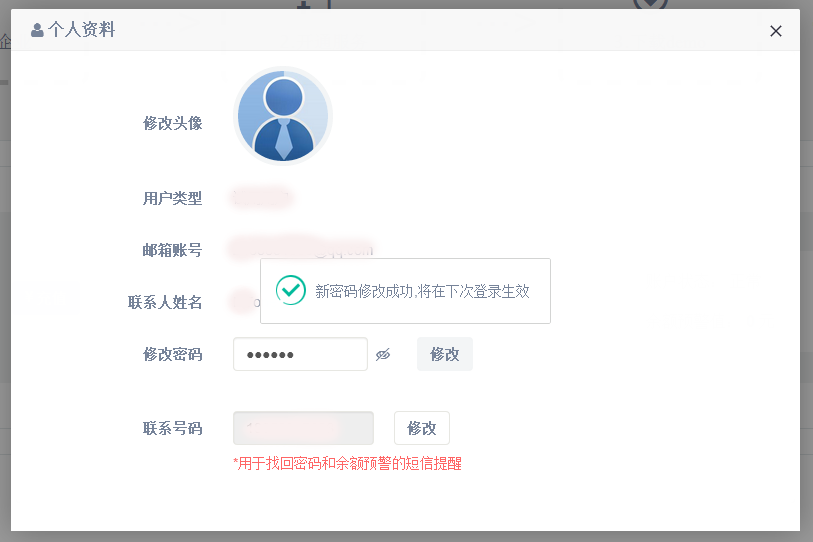 个人资料
修改头像
用户类型
邮箱账号
联系人姓名
新密码修改成功,将在下次登录生效
修改密码 •••••• 修改
联系号码 修改
*用于找回密码和余额预警的短信提醒